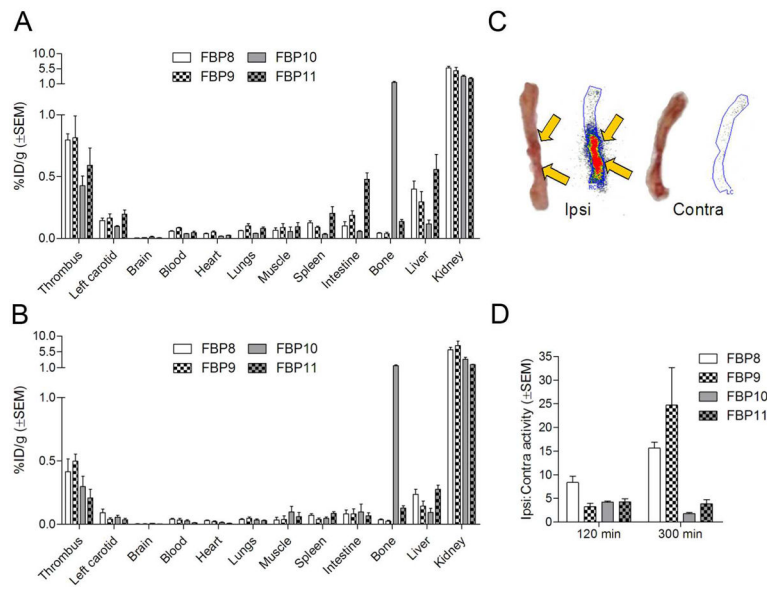 A
FBP8 FBP10
FBP9 FBP11
%ID/g (±SEM)
10.0
5.5
1.0
1.0
0.5
0.0
Thrombus Left carotid Brain Blood Heart Lungs Muscle Spleen Intestine Bone Liver Kidney
B
FBP8 FBP10
FBP9 FBP11
%ID/g (±SEM)
10.0
5.5
1.0
1.0
0.5
0.0
Thrombus Left carotid Brain Blood Heart Lungs Muscle Spleen Intestine Bone Liver Kidney
C
RC
LC
Ipsi Contra
D
FBP8
FBP9
FBP10
FBP11
Ipsi:Contra activity (±SEM)
35
30
25
20
15
10
5
0
120 min 300 min